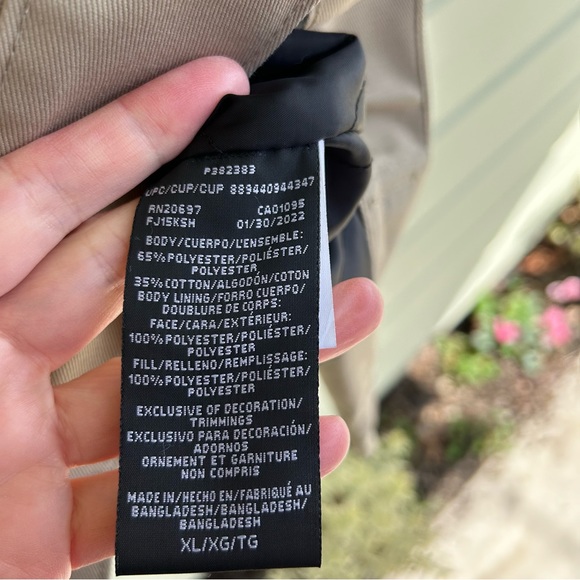 P382383
UPC/CUP/CUP 889440944347
RN20697 CA01095
FJ15KSH 01/30/2022
BODY/CUERPO/L'ENSEMBLE:
65%POLYESTER/POLIÉSTER/
POLYESTER
35%COTTON/ALGODÓN/COTON
BODY LINING/FORRO CUERPO/
DOUBLURE DE CORPS:
FACE/CARA/EXTÉRIEUR:
100%POLYESTER/POLIÉSTER/
POLYESTER
FILL/RELLENO/REMPLISSAGE:
100%POLYESTER/POLIÉSTER/
POLYESTER
EXCLUSIVE OF DECORATION/
TRIMMINGS
EXCLUSIVO PARA DECORACIÓN/
ADORNOS
ORNEMENT ET GARNITURE
NON COMPRIS
MADE IN/HECHO EN/FABRIQUÉ AU
BANGLADESH/BANGLADESH/
BANGLADESH
XL/XG/TG